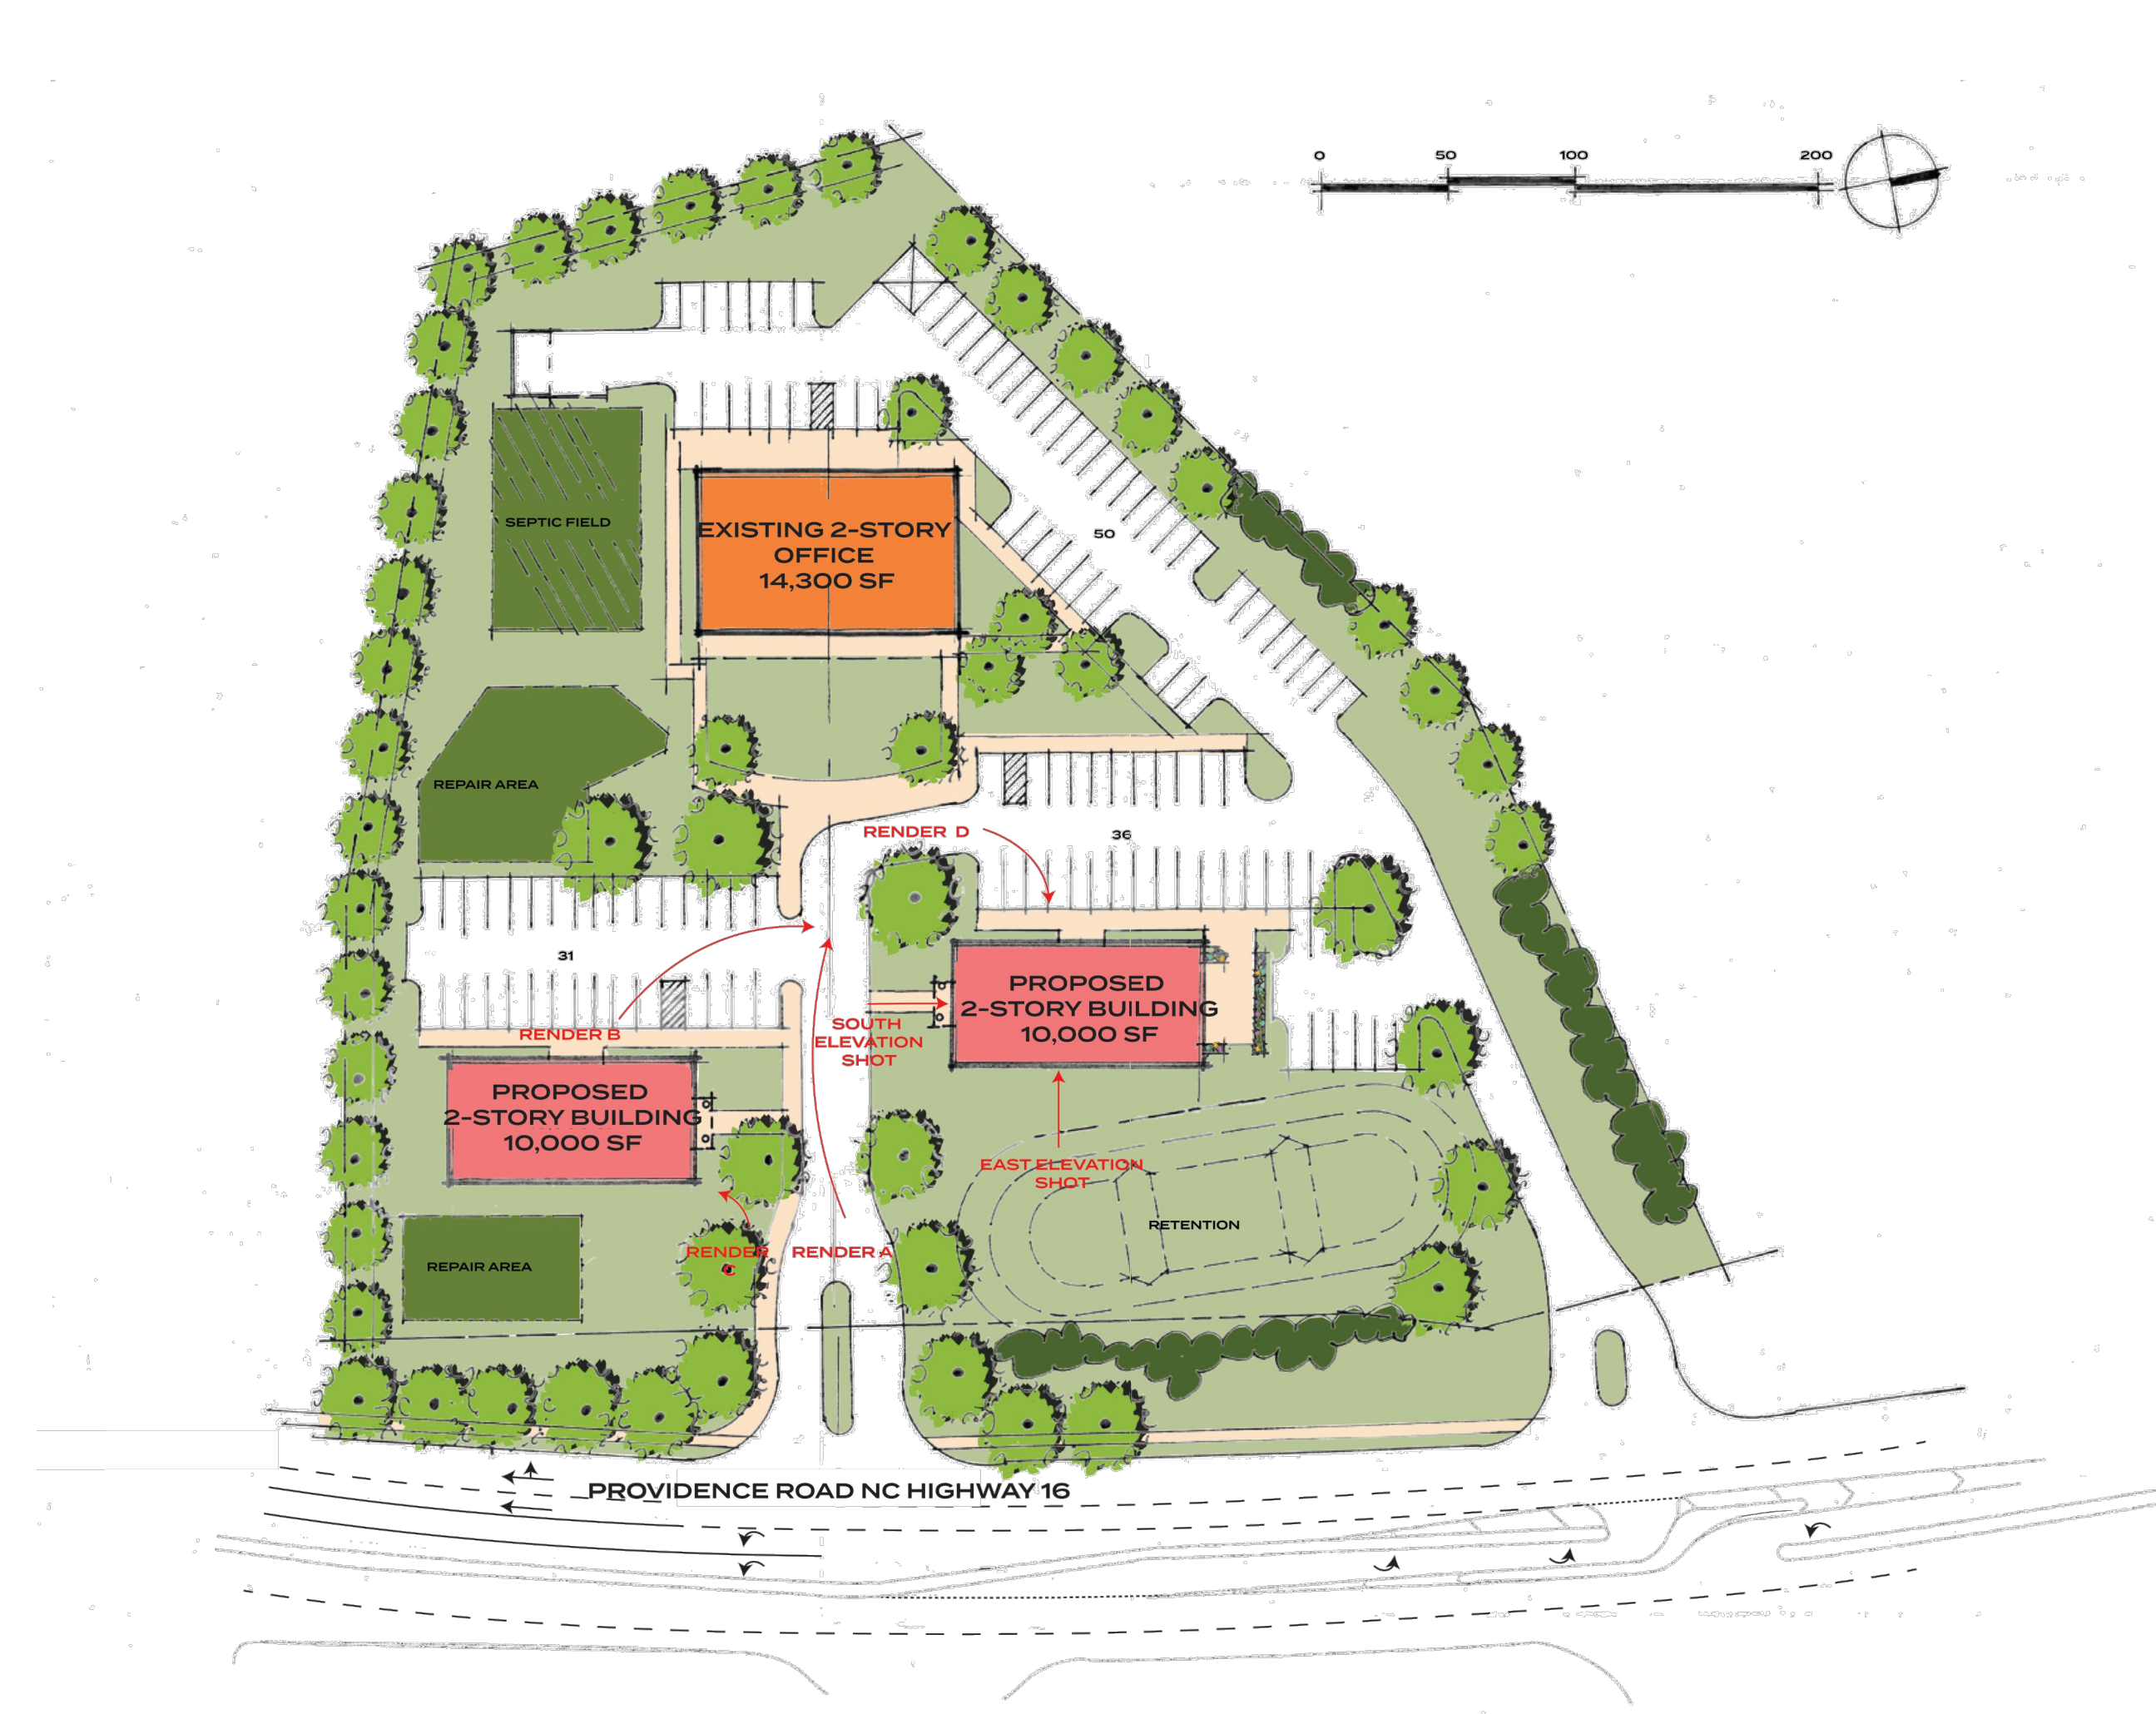 0 50 100 200
EXISTING 2-STORY
OFFICE
14,300 SF
SEPTIC FIELD
50
REPAIR AREA
RENDER D
36
31
RENDER B
PROPOSED
2-STORY BUILDING
10,000 SF
SOUTH
ELEVATION
SHOT
PROPOSED
2-STORY BUILDING
10,000 SF
EAST ELEVATION
SHOT
RETENTION
RENDER
C
RENDER A
REPAIR AREA
PROVIDENCE ROAD NC HIGHWAY 16